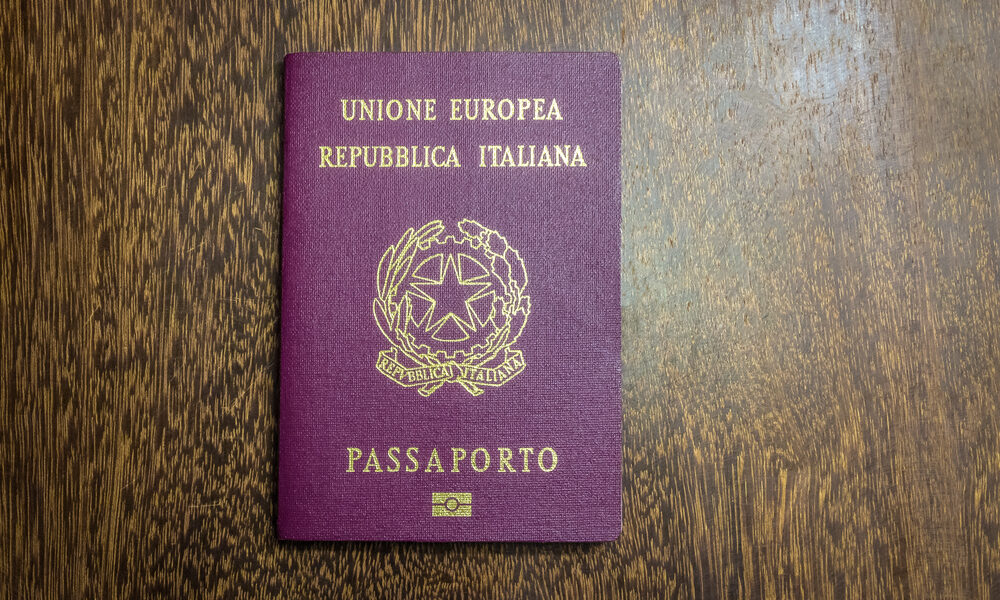 UNIONE EUROPEA
REPUBBLICA ITALIANA
REPVBBLICA ITALIANA
PASSAPORTO